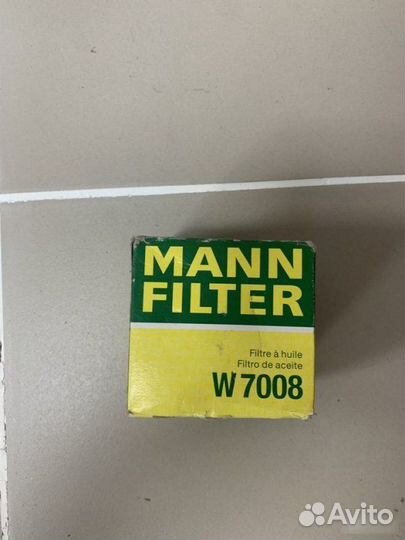 MANN
FILTER
Filtre à huile
Filtro de aceite
W 7008
Avito